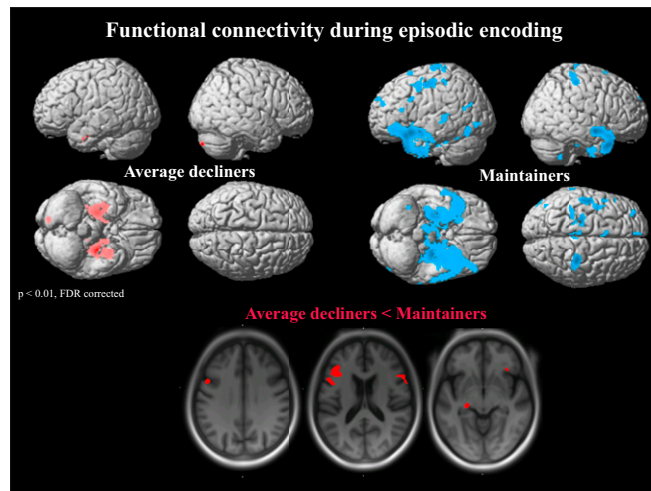 Functional connectivity during episodic encoding
Average decliners
Maintainers
p < 0.01, FDR corrected
Average decliners < Maintainers